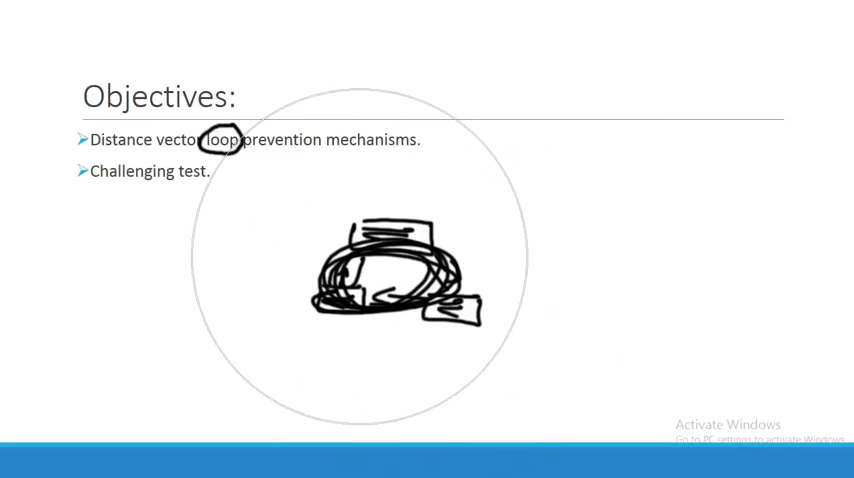 Objectives:
Distance vector loop prevention mechanisms.
Challenging test.
Activate Windows
Go to PC settings to activate Windows.